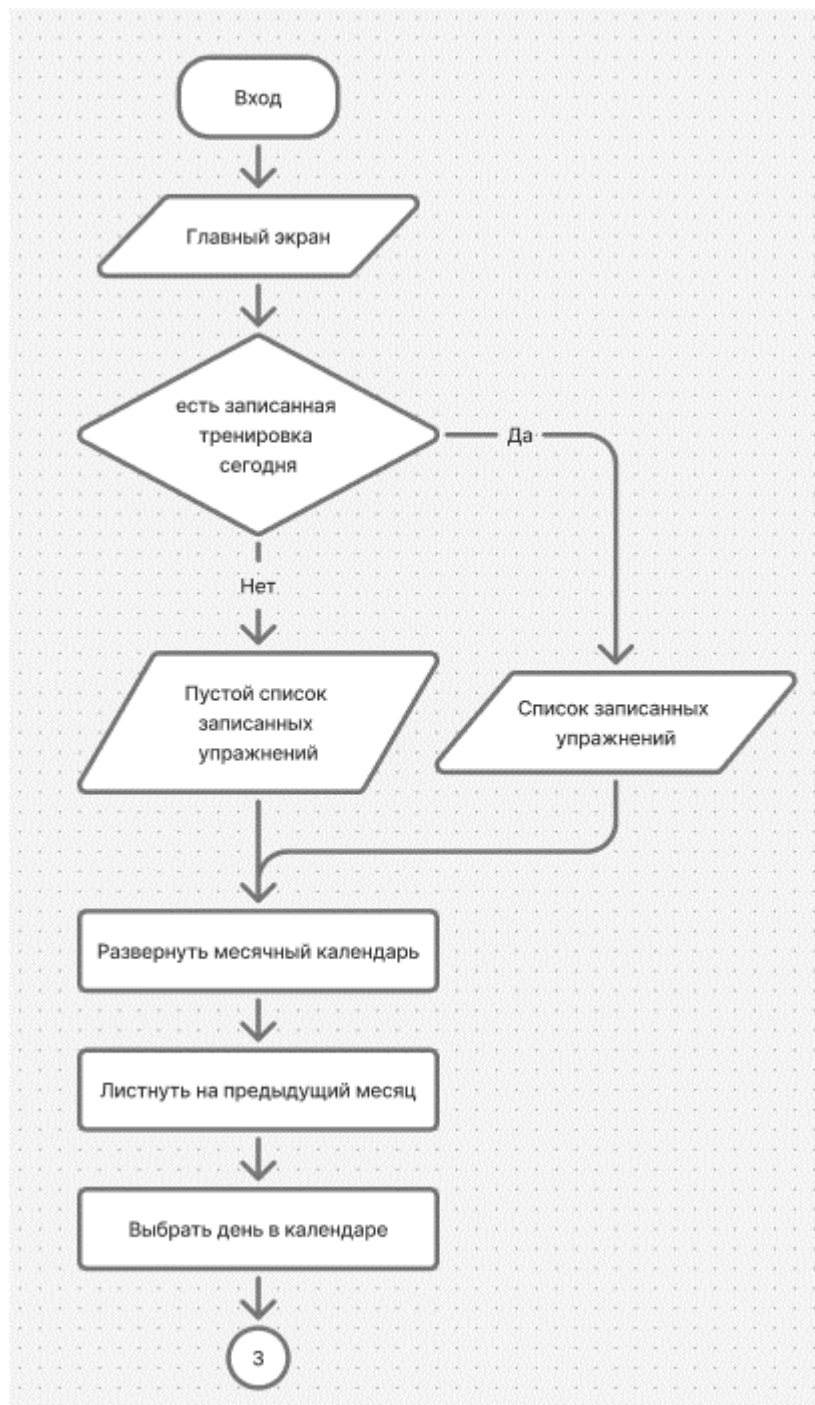 Вход
Главный экран
есть записанная
тренировка
сегодня
Да
Нет
Пустой список
записанных
упражнений
Список записанных
упражнений
Развернуть месячный календарь
Листнуть на предыдущий месяц
Выбрать день в календаре
3